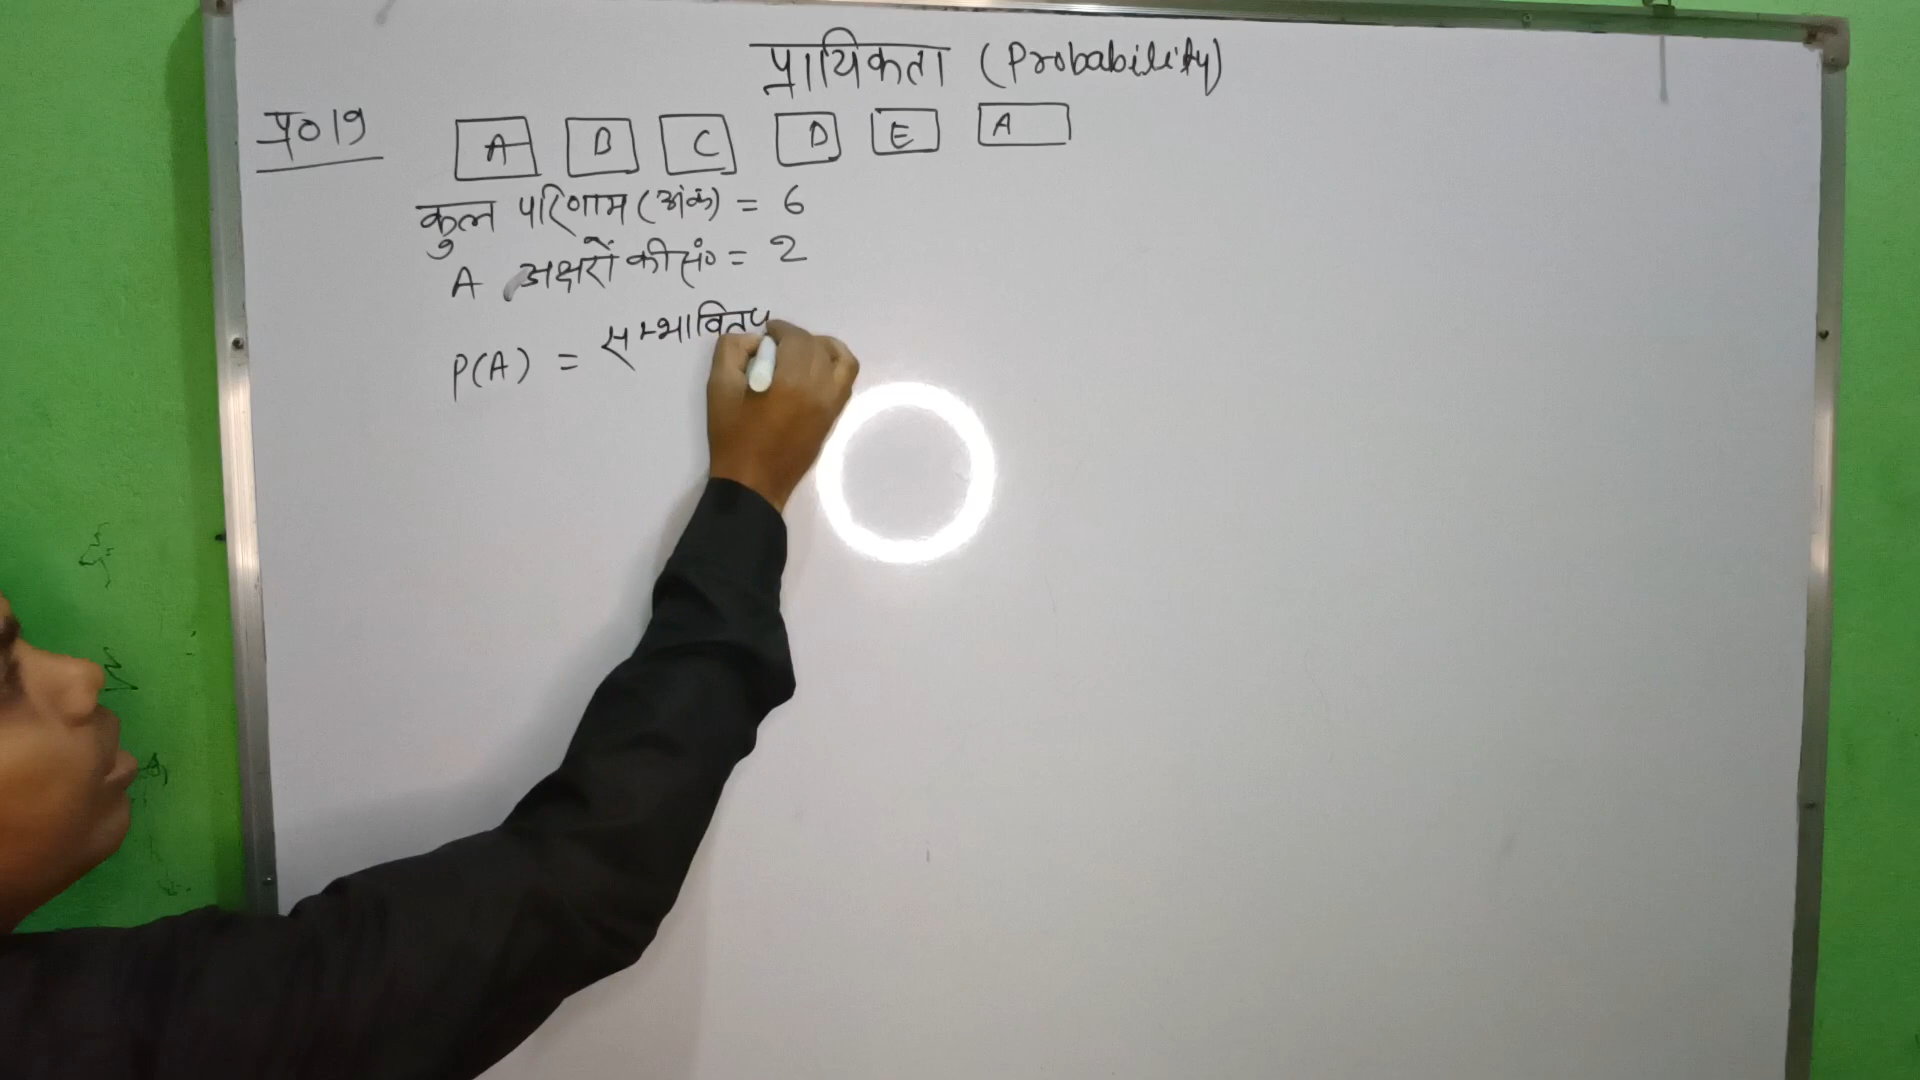 प्रायिकता (Probability)
प्र०19 A B C D E A
कुल परिणाम (अंक) = 6
A अक्षरों की सं० = 2
P(A) = सम्भावित